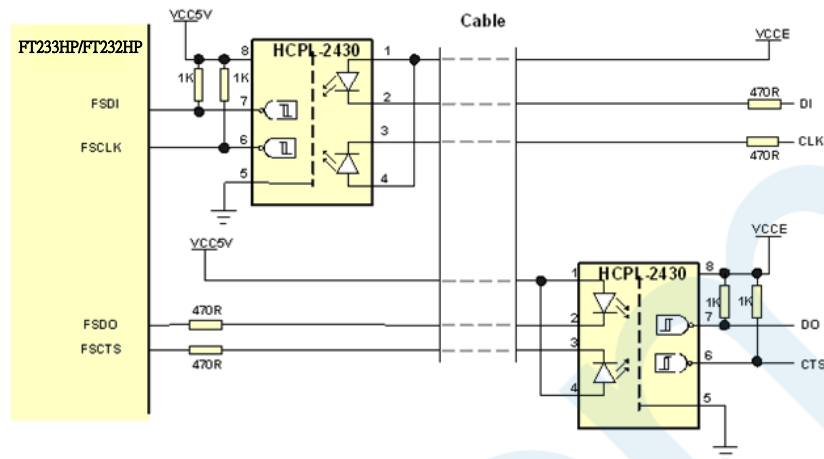 VCC5V
Cable
VCCE
FT233HP/FT232HP
HCPL-2430
8
1
1K
1K
FSDI
7
2
470R
DI
FSCLK
6
3
CLK
470R
5
4
VCC5V
VCCE
1
HCPL-2430
8
470R
1K
1K
FSDO
2
7
DO
FSCTS
3
6
CTS
470R
4
5